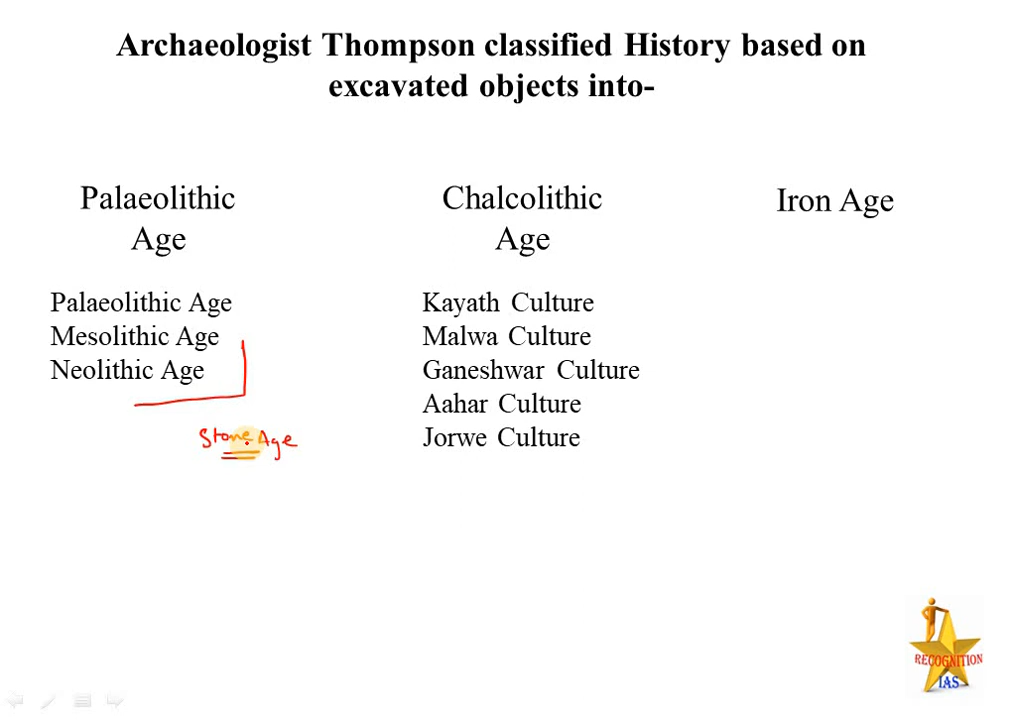 Archaeologist Thompson classified History based on
excavated objects into-
Palaeolithic
Age
Palaeolithic Age
Mesolithic Age
Neolithic Age
Stone Age
Chalcolithic
Age
Kayath Culture
Malwa Culture
Ganeshwar Culture
Aahar Culture
Jorwe Culture
Iron Age
RECOGNITION
IAS